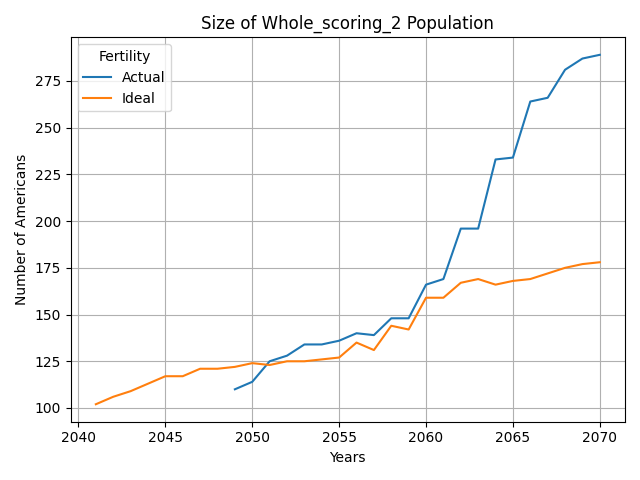 Size of Whole_scoring_2 Population
Fertility
Actual
Ideal
Number of Americans
275
250
225
200
175
150
125
100
2040
2045
2050
2055
2060
2065
2070
Years